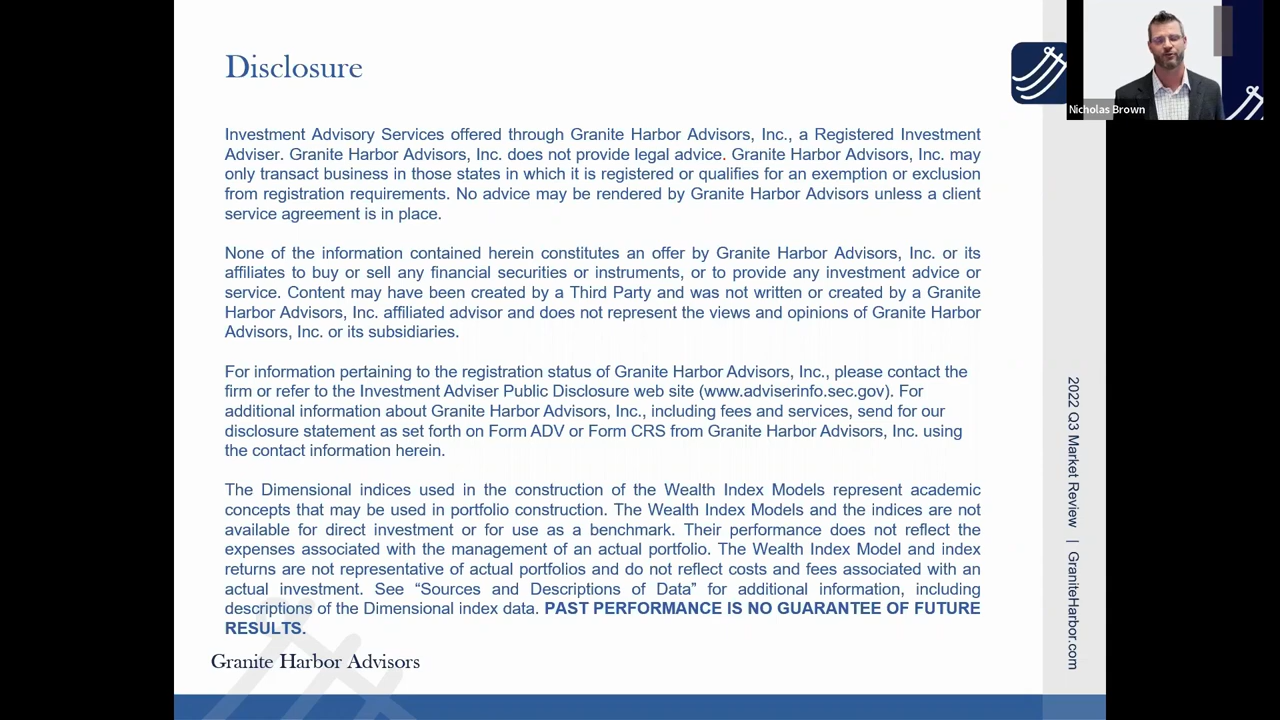 Disclosure
Nicholas Brown
Investment Advisory Services offered through Granite Harbor Advisors, Inc., a Registered Investment
Adviser. Granite Harbor Advisors, Inc. does not provide legal advice. Granite Harbor Advisors, Inc. may
only transact business in those states in which it is registered or qualifies for an exemption or exclusion
from registration requirements. No advice may be rendered by Granite Harbor Advisors unless a client
service agreement is in place.
None of the information contained herein constitutes an offer by Granite Harbor Advisors, Inc. or its
affiliates to buy or sell any financial securities or instruments, or to provide any investment advice or
service. Content may have been created by a Third Party and was not written or created by a Granite
Harbor Advisors, Inc. affiliated advisor and does not represent the views and opinions of Granite Harbor
Advisors, Inc. or its subsidiaries.
For information pertaining to the registration status of Granite Harbor Advisors, Inc., please contact the
firm or refer to the Investment Adviser Public Disclosure web site (www.adviserinfo.sec.gov). For
additional information about Granite Harbor Advisors, Inc., including fees and services, send for our
disclosure statement as set forth on Form ADV or Form CRS from Granite Harbor Advisors, Inc. using
the contact information herein.
The Dimensional indices used in the construction of the Wealth Index Models represent academic
concepts that may be used in portfolio construction. The Wealth Index Models and the indices are not
available for direct investment or for use as a benchmark. Their performance does not reflect the
expenses associated with the management of an actual portfolio. The Wealth Index Model and index
returns are not representative of actual portfolios and do not reflect costs and fees associated with an
actual investment. See “Sources and Descriptions of Data” for additional information, including
descriptions of the Dimensional index data. PAST PERFORMANCE IS NO GUARANTEE OF FUTURE
RESULTS.
Granite Harbor Advisors
2022 Q3 Market Review | GraniteHarbor.com